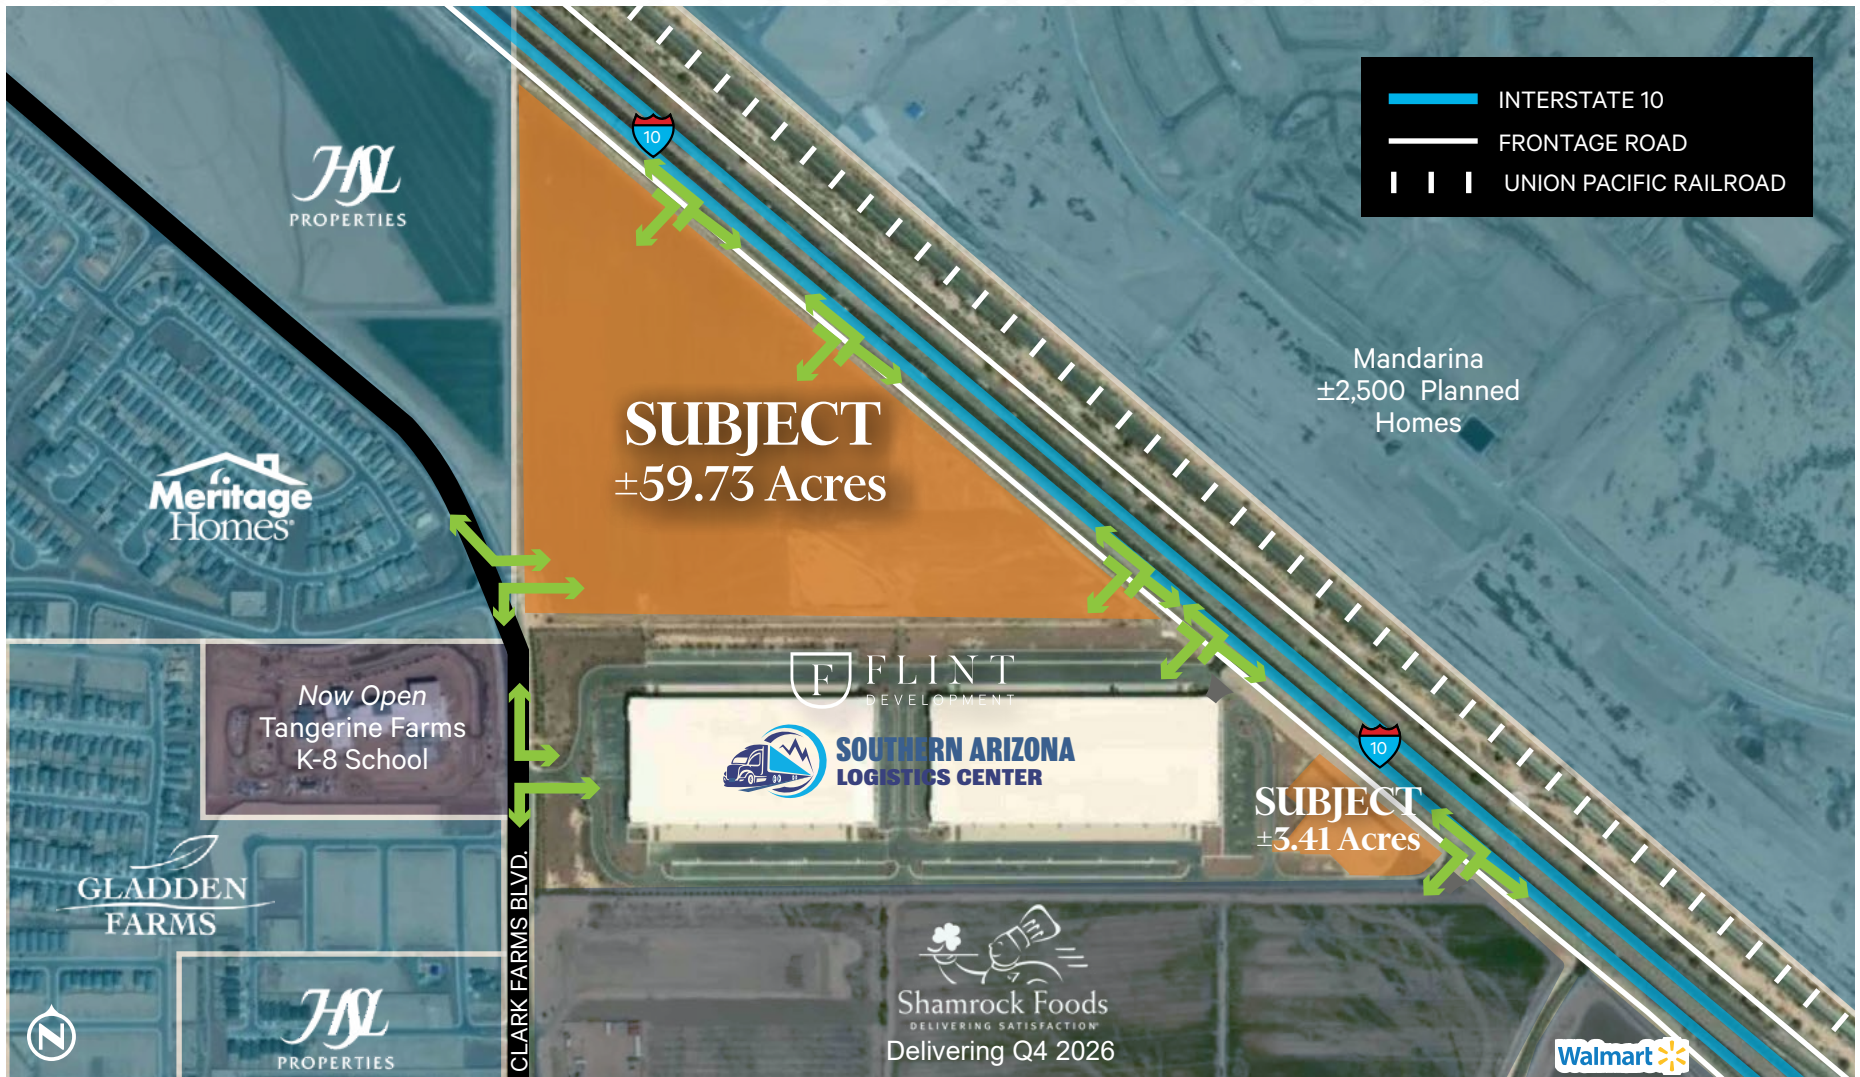 INTERSTATE 10
FRONTAGE ROAD
UNION PACIFIC RAILROAD
10
HSL
PROPERTIES
Mandarina
±2,500 Planned
Homes
SUBJECT
±59.73 Acres
Meritage
Homes®
F FLINT
DEVELOPMENT
Now Open
Tangerine Farms
K-8 School
SOUTHERN ARIZONA
LOGISTICS CENTER
10
SUBJECT
±3.41 Acres
GLADDEN
FARMS
CLARK FARMS BLVD.
Shamrock Foods
DELIVERING SATISFACTION
Delivering Q4 2026
HSL
PROPERTIES
N
Walmart